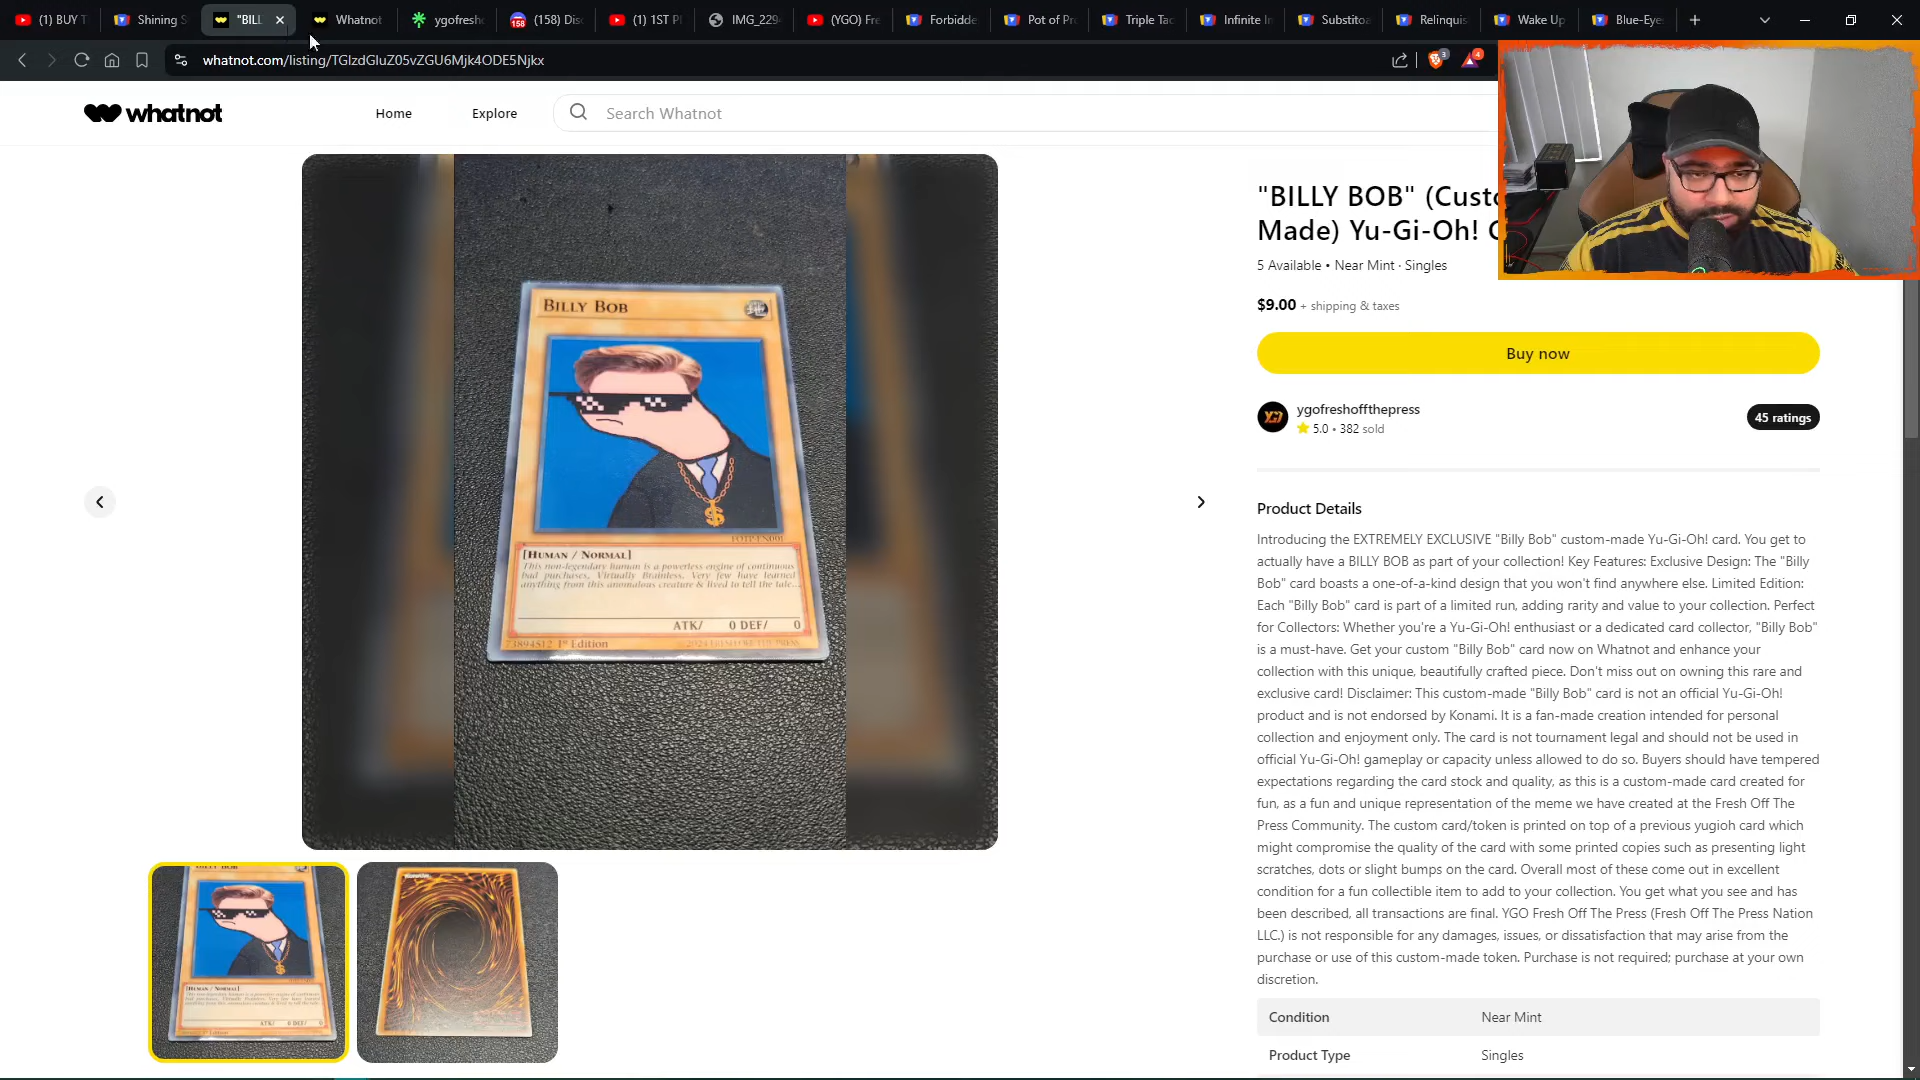 (1) BUY T
Shining S
"BILL
Whatnot
ygofresh
(158) Disc
(1) 1ST P
IMG_229
(YGO) Fre
Forbidde
Pot of Pr
Triple Tac
Infinite In
Substitoa
Relinquis
Wake Up
Blue-Eye
whatnot.com/listing/TGlzdGluZ05vZGU6Mjk4ODE5Njkx
3
4
whatnot
Home
Explore
Search Whatnot
"BILLY BOB" (Custo
Made) Yu-Gi-Oh! C
5 Available • Near Mint · Singles
$9.00 + shipping & taxes
Buy now
ygofreshoffthepress
5.0 • 382 sold
45 ratings
BILLY BOB
地
FOTP-EN001
[HUMAN / NORMAL]
This non-legendary human is a powerless engine of continuous
bad purchases, Virtually Brainless. Very few have learned
anything from this anomalous creature & lived to tell the tale...
ATK/ 0 DEF/ 0
73894512 1st Edition
©2024 FRESH OFF THE PRESS
Product Details
Introducing the EXTREMELY EXCLUSIVE "Billy Bob" custom-made Yu-Gi-Oh! card. You get to
actually have a BILLY BOB as part of your collection! Key Features: Exclusive Design: The "Billy
Bob" card boasts a one-of-a-kind design that you won't find anywhere else. Limited Edition:
Each "Billy Bob" card is part of a limited run, adding rarity and value to your collection. Perfect
for Collectors: Whether you're a Yu-Gi-Oh! enthusiast or a dedicated card collector, "Billy Bob"
is a must-have. Get your custom "Billy Bob" card now on Whatnot and enhance your
collection with this unique, beautifully crafted piece. Don't miss out on owning this rare and
exclusive card! Disclaimer: This custom-made "Billy Bob" card is not an official Yu-Gi-Oh!
product and is not endorsed by Konami. It is a fan-made creation intended for personal
collection and enjoyment only. The card is not tournament legal and should not be used in
official Yu-Gi-Oh! gameplay or capacity unless allowed to do so. Buyers should have tempered
expectations regarding the card stock and quality, as this is a custom-made card created for
fun, as a fun and unique representation of the meme we have created at the Fresh Off The
Press Community. The custom card/token is printed on top of a previous yugioh card which
might compromise the quality of the card with some printed copies such as presenting light
scratches, dots or slight bumps on the card. Overall most of these come out in excellent
condition for a fun collectible item to add to your collection. You get what you see and has
been described, all transactions are final. YGO Fresh Off The Press (Fresh Off The Press Nation
LLC.) is not responsible for any damages, issues, or dissatisfaction that may arise from the
purchase or use of this custom-made token. Purchase is not required; purchase at your own
discretion.
Condition Near Mint
Product Type Singles